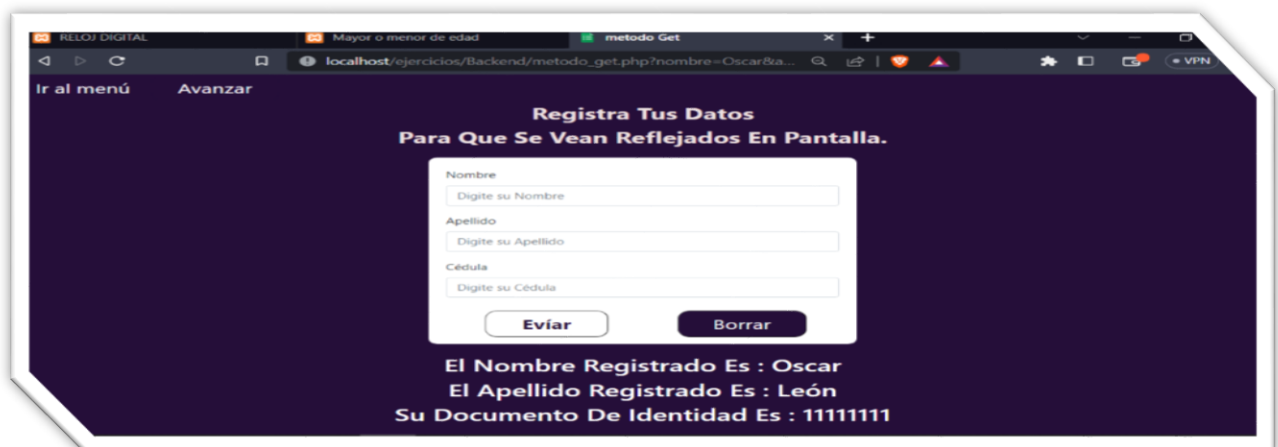 RELOJ DIGITAL
Mayor o menor de edad
metodo Get
localhost/ejercicios/Backend/metodo_get.php?nombre=Oscar&a...
VPN
Ir al menú Avanzar
Registra Tus Datos
Para Que Se Vean Reflejados En Pantalla.
Nombre
Digite su Nombre
Apellido
Digite su Apellido
Cédula
Digite su Cédula
Evíar Borrar
El Nombre Registrado Es : Oscar
El Apellido Registrado Es : León
Su Documento De Identidad Es : 11111111